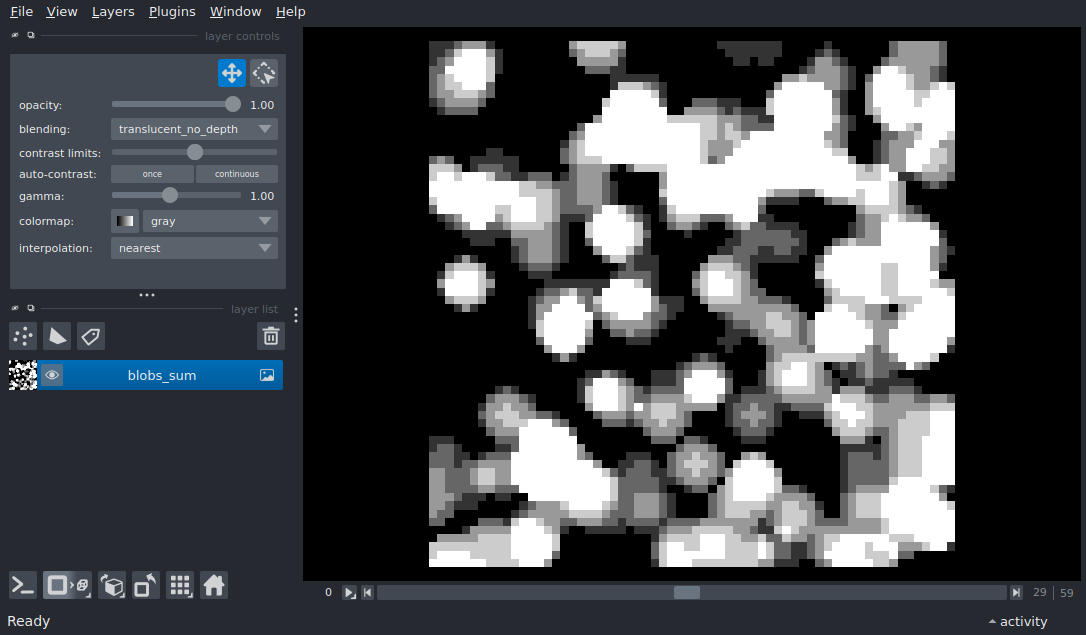 File View Layers Plugins Window Help
layer controls
opacity: 1.00
blending: translucent_no_depth
contrast limits:
auto-contrast: once continuous
gamma: 1.00
colormap: gray
interpolation: nearest
layer list
blobs_sum
0 29 59
Ready activity